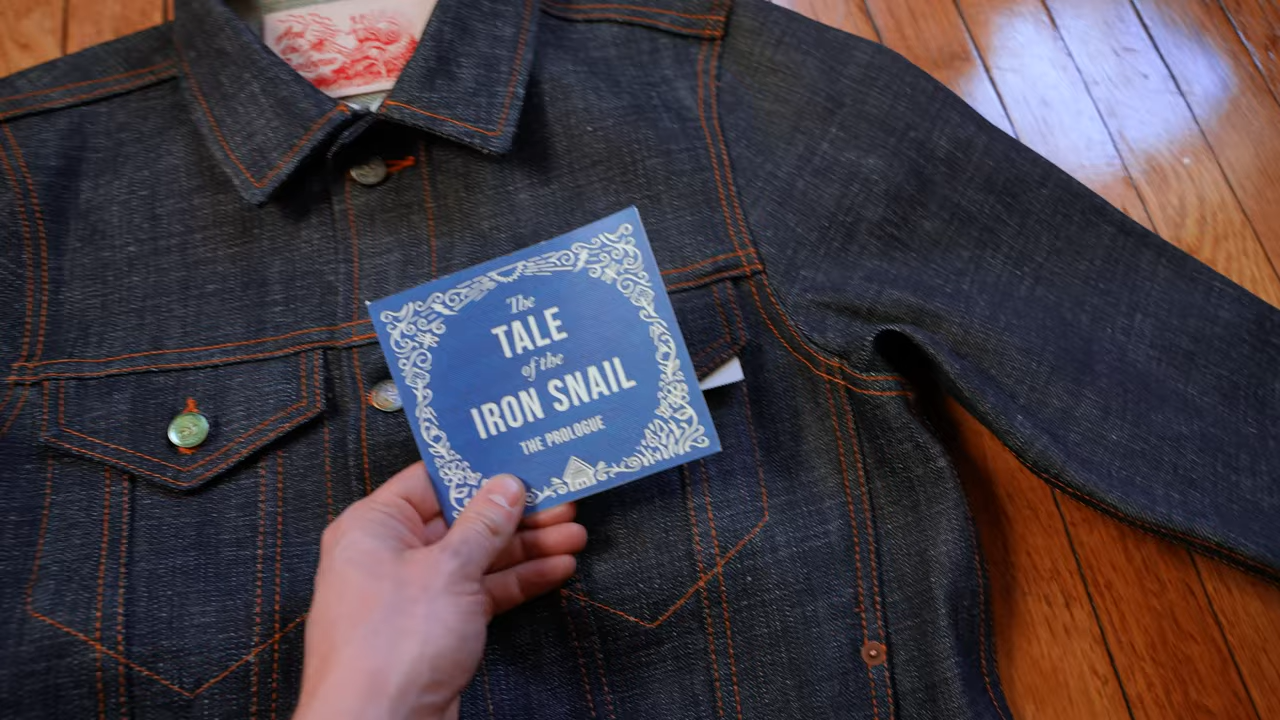 The
TALE
of the
IRON SNAIL
THE PROLOGUE